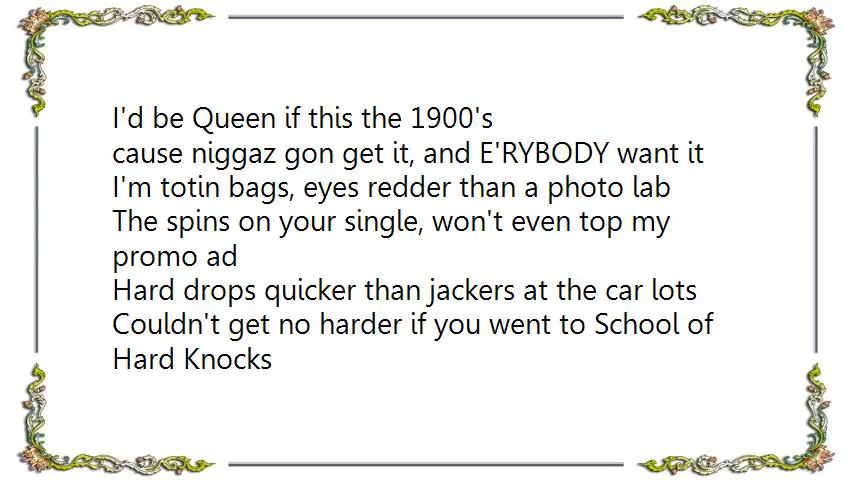 I'd be Queen if this the 1900's
cause niggaz gon get it, and E'RYBODY want it
I'm totin bags, eyes redder than a photo lab
The spins on your single, won't even top my
promo ad
Hard drops quicker than jackers at the car lots
Couldn't get no harder if you went to School of
Hard Knocks